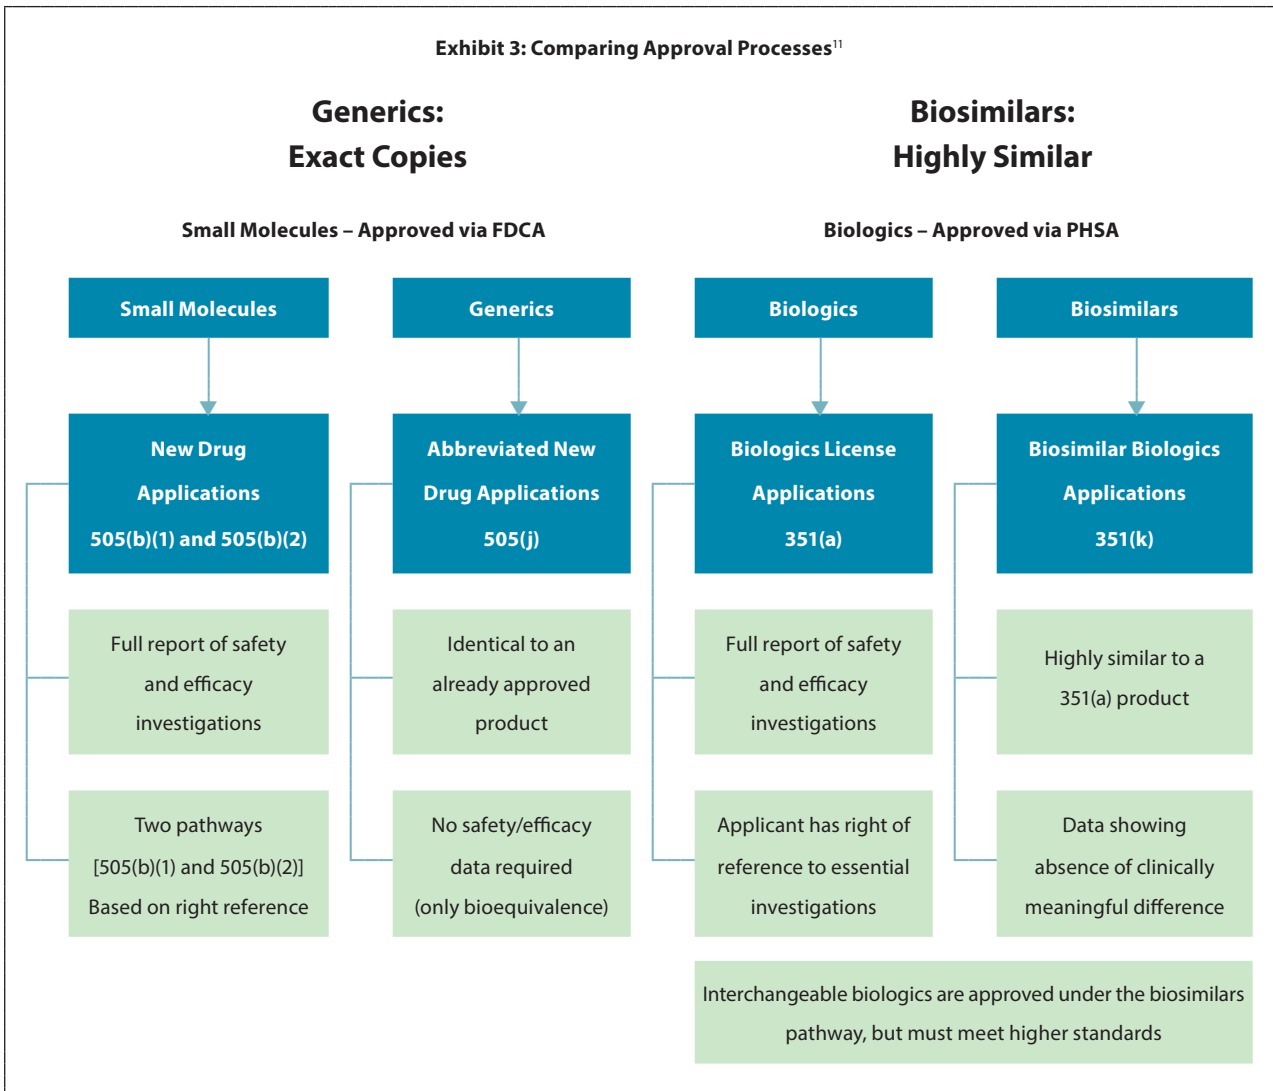 Exhibit 3: Comparing Approval Processes11
Generics:
Exact Copies
Biosimilars:
Highly Similar
Small Molecules – Approved via FDCA
Biologics – Approved via PHSA
Small Molecules
Generics
Biologics
Biosimilars
New Drug
Applications
505(b)(1) and 505(b)(2)
Abbreviated New
Drug Applications
505(j)
Biologics License
Applications
351(a)
Biosimilar Biologics
Applications
351(k)
Full report of safety
and efficacy
investigations
Identical to an
already approved
product
Full report of safety
and efficacy
investigations
Highly similar to a
351(a) product
Two pathways
[505(b)(1) and 505(b)(2)]
Based on right reference
No safety/efficacy
data required
(only bioequivalence)
Applicant has right of
reference to essential
investigations
Data showing
absence of clinically
meaningful difference
Interchangeable biologics are approved under the biosimilars
pathway, but must meet higher standards